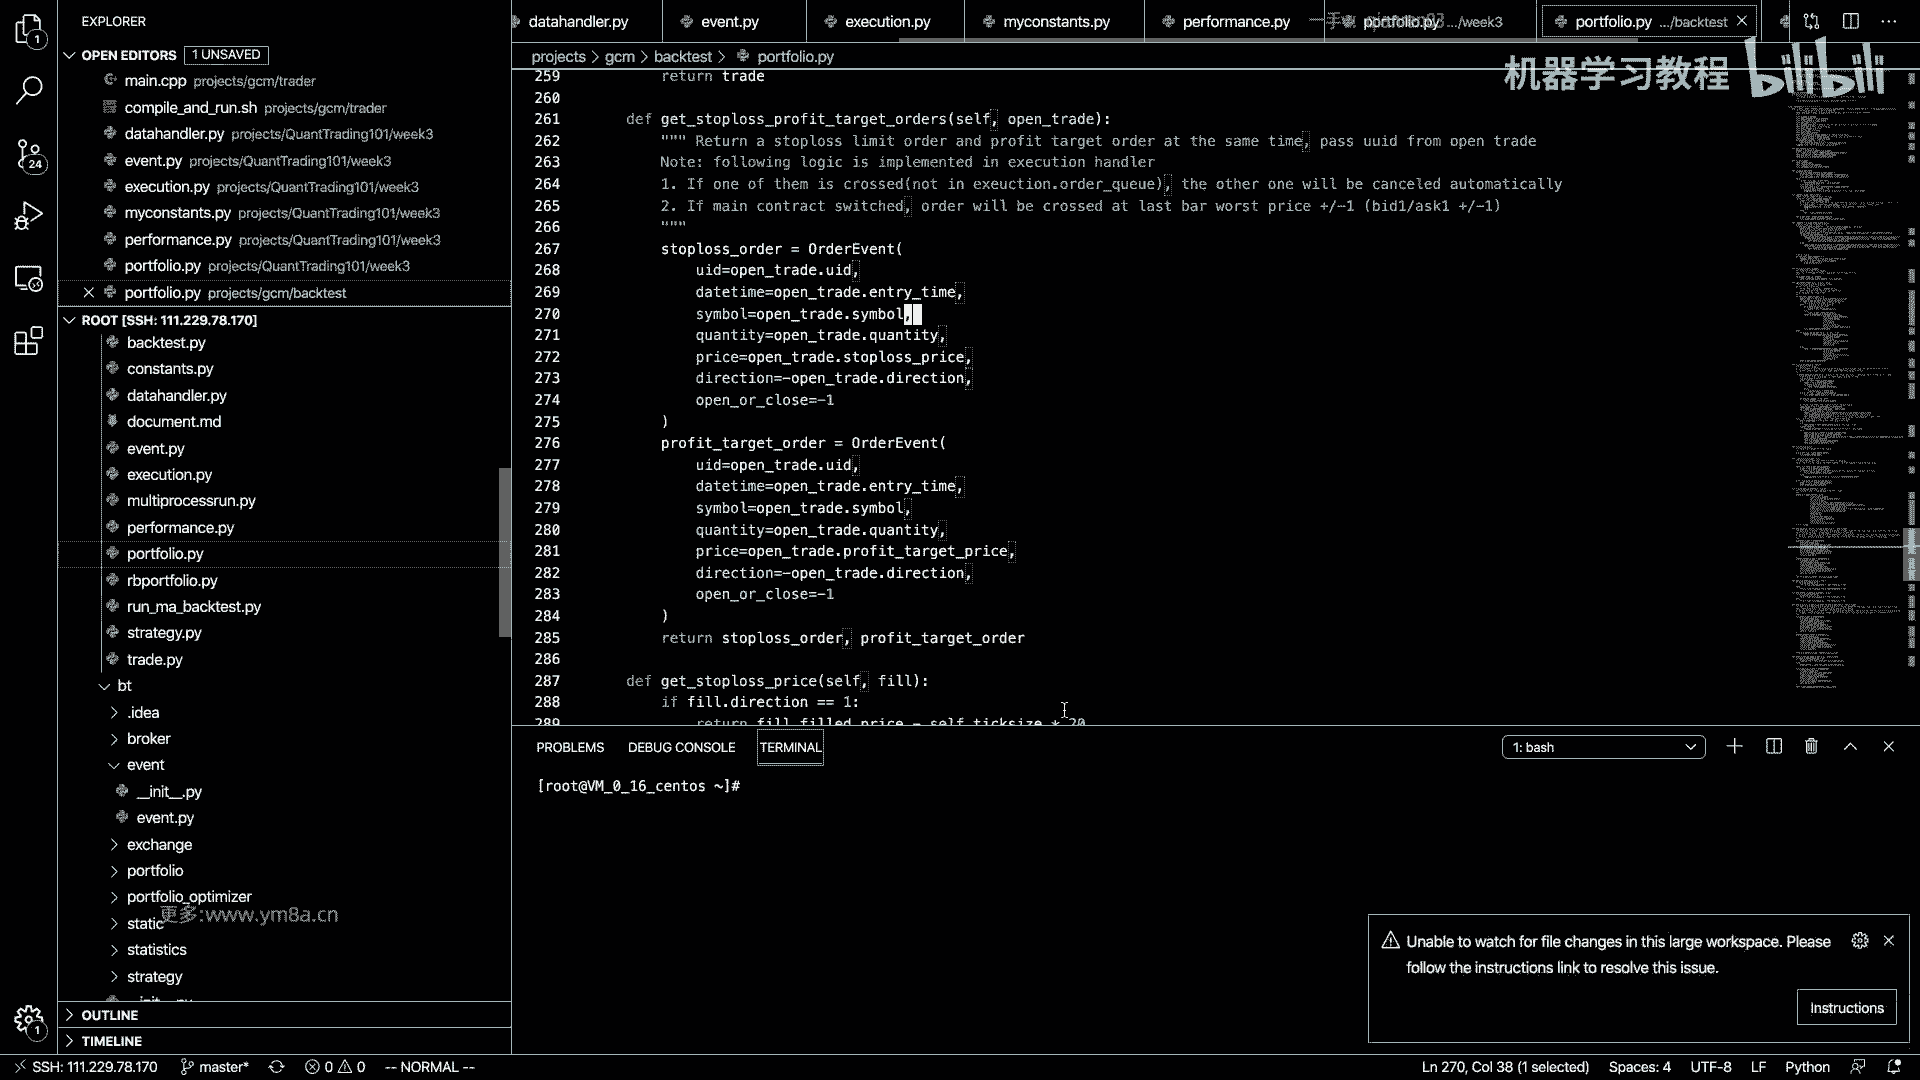 EXPLORER
OPEN EDITORS 1 UNSAVED
main.cpp projects/gcm/trader
compile_and_run.sh projects/gcm/trader
datahandler.py projects/QuantTrading101/week3
event.py projects/QuantTrading101/week3
execution.py projects/QuantTrading101/week3
myconstants.py projects/QuantTrading101/week3
performance.py projects/QuantTrading101/week3
portfolio.py projects/QuantTrading101/week3
portfolio.py projects/gcm/backtest
ROOT [SSH: 111.229.78.170]
backtest.py
constants.py
datahandler.py
document.md
event.py
execution.py
multiprocessrun.py
performance.py
portfolio.py
rbportfolio.py
run_ma_backtest.py
strategy.py
trade.py
bt
.idea
broker
event
__init__.py
event.py
exchange
portfolio
portfolio_optimizer
static
更多:www.ym8a.cn
statistics
strategy
__init__.py
OUTLINE
TIMELINE
1
24
1
datahandler.py event.py execution.py myconstants.py performance.py portfolio.py .../week3 portfolio.py .../backtest
projects > gcm > backtest > portfolio.py
机器学习教程 bilibili
259 return trade
260
261 def get_stoploss_profit_target_orders(self, open_trade):
262 """ Return a stoploss limit order and profit target order at the same time, pass uuid from open trade
263 Note: following logic is implemented in execution handler
264 1. If one of them is crossed(not in exeuction.order_queue), the other one will be canceled automatically
265 2. If main contract switched, order will be crossed at last bar worst price +/-1 (bid1/ask1 +/-1)
266 """
267 stoploss_order = OrderEvent(
268 uid=open_trade.uid,
269 datetime=open_trade.entry_time,
270 symbol=open_trade.symbol,
271 quantity=open_trade.quantity,
272 price=open_trade.stoploss_price,
273 direction=-open_trade.direction,
274 open_or_close=-1
275 )
276 profit_target_order = OrderEvent(
277 uid=open_trade.uid,
278 datetime=open_trade.entry_time,
279 symbol=open_trade.symbol,
280 quantity=open_trade.quantity,
281 price=open_trade.profit_target_price,
282 direction=-open_trade.direction,
283 open_or_close=-1
284 )
285 return stoploss_order, profit_target_order
286
287 def get_stoploss_price(self, fill):
288 if fill.direction == 1:
289 return fill.filled_price - self.ticksize * 20
PROBLEMS DEBUG CONSOLE TERMINAL 1: bash
[root@VM_0_16_centos ~]#
Unable to watch for file changes in this large workspace. Please
follow the instructions link to resolve this issue.
Instructions
SSH: 111.229.78.170 master* 0 0 -- NORMAL -- Ln 270, Col 38 (1 selected) Spaces: 4 UTF-8 LF Python